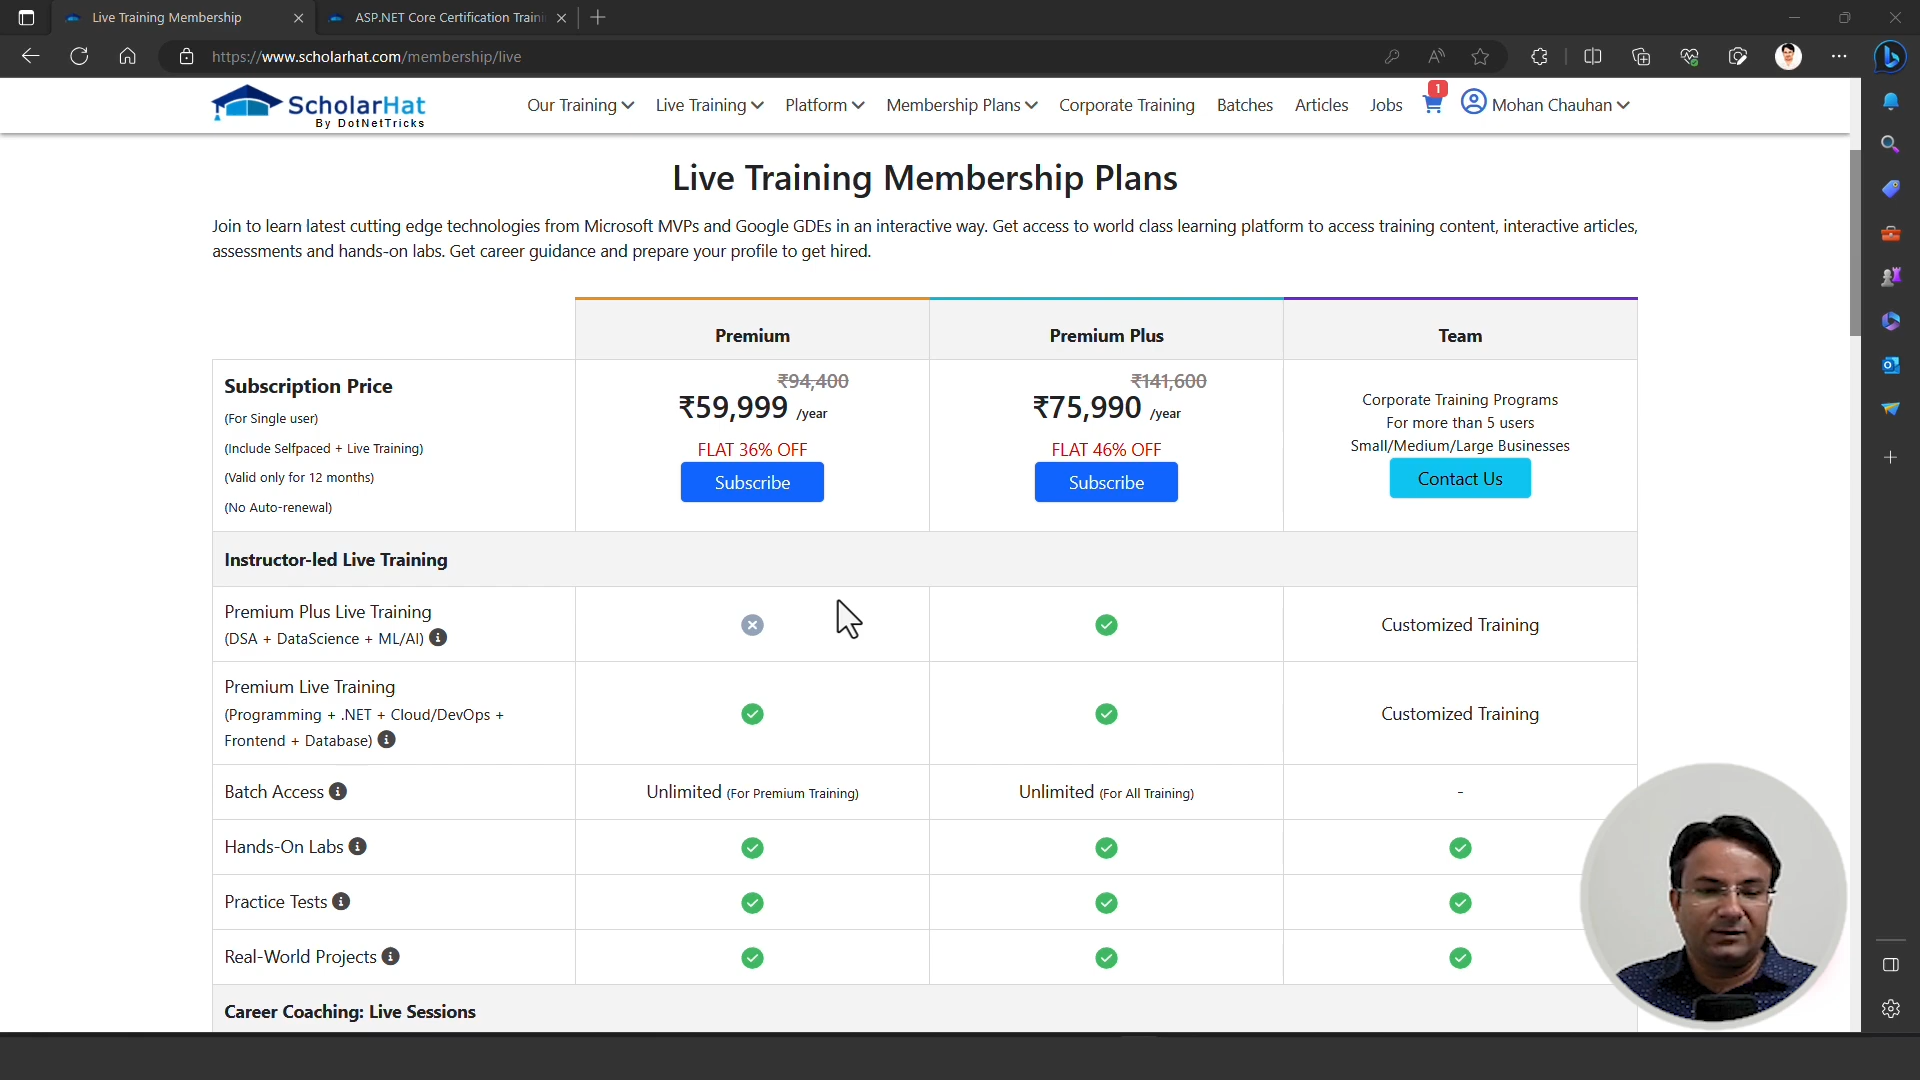 Live Training Membership
ASP.NET Core Certification Traini
https://www.scholarhat.com/membership/live
ScholarHat
By DotNetTricks
Our Training
Live Training
Platform
Membership Plans
Corporate Training
Batches
Articles
Jobs
1
Mohan Chauhan
Live Training Membership Plans
Join to learn latest cutting edge technologies from Microsoft MVPs and Google GDEs in an interactive way. Get access to world class learning platform to access training content, interactive articles,
assessments and hands-on labs. Get career guidance and prepare your profile to get hired.
Premium
Premium Plus
Team
Subscription Price
(For Single user)
(Include Selfpaced + Live Training)
(Valid only for 12 months)
(No Auto-renewal)
₹94,400
₹59,999 /year
FLAT 36% OFF
Subscribe
₹141,600
₹75,990 /year
FLAT 46% OFF
Subscribe
Corporate Training Programs
For more than 5 users
Small/Medium/Large Businesses
Contact Us
Instructor-led Live Training
Premium Plus Live Training
(DSA + DataScience + ML/AI)
Customized Training
Premium Live Training
(Programming + .NET + Cloud/DevOps +
Frontend + Database)
Customized Training
Batch Access
Unlimited (For Premium Training)
Unlimited (For All Training)
-
Hands-On Labs
Practice Tests
Real-World Projects
Career Coaching: Live Sessions